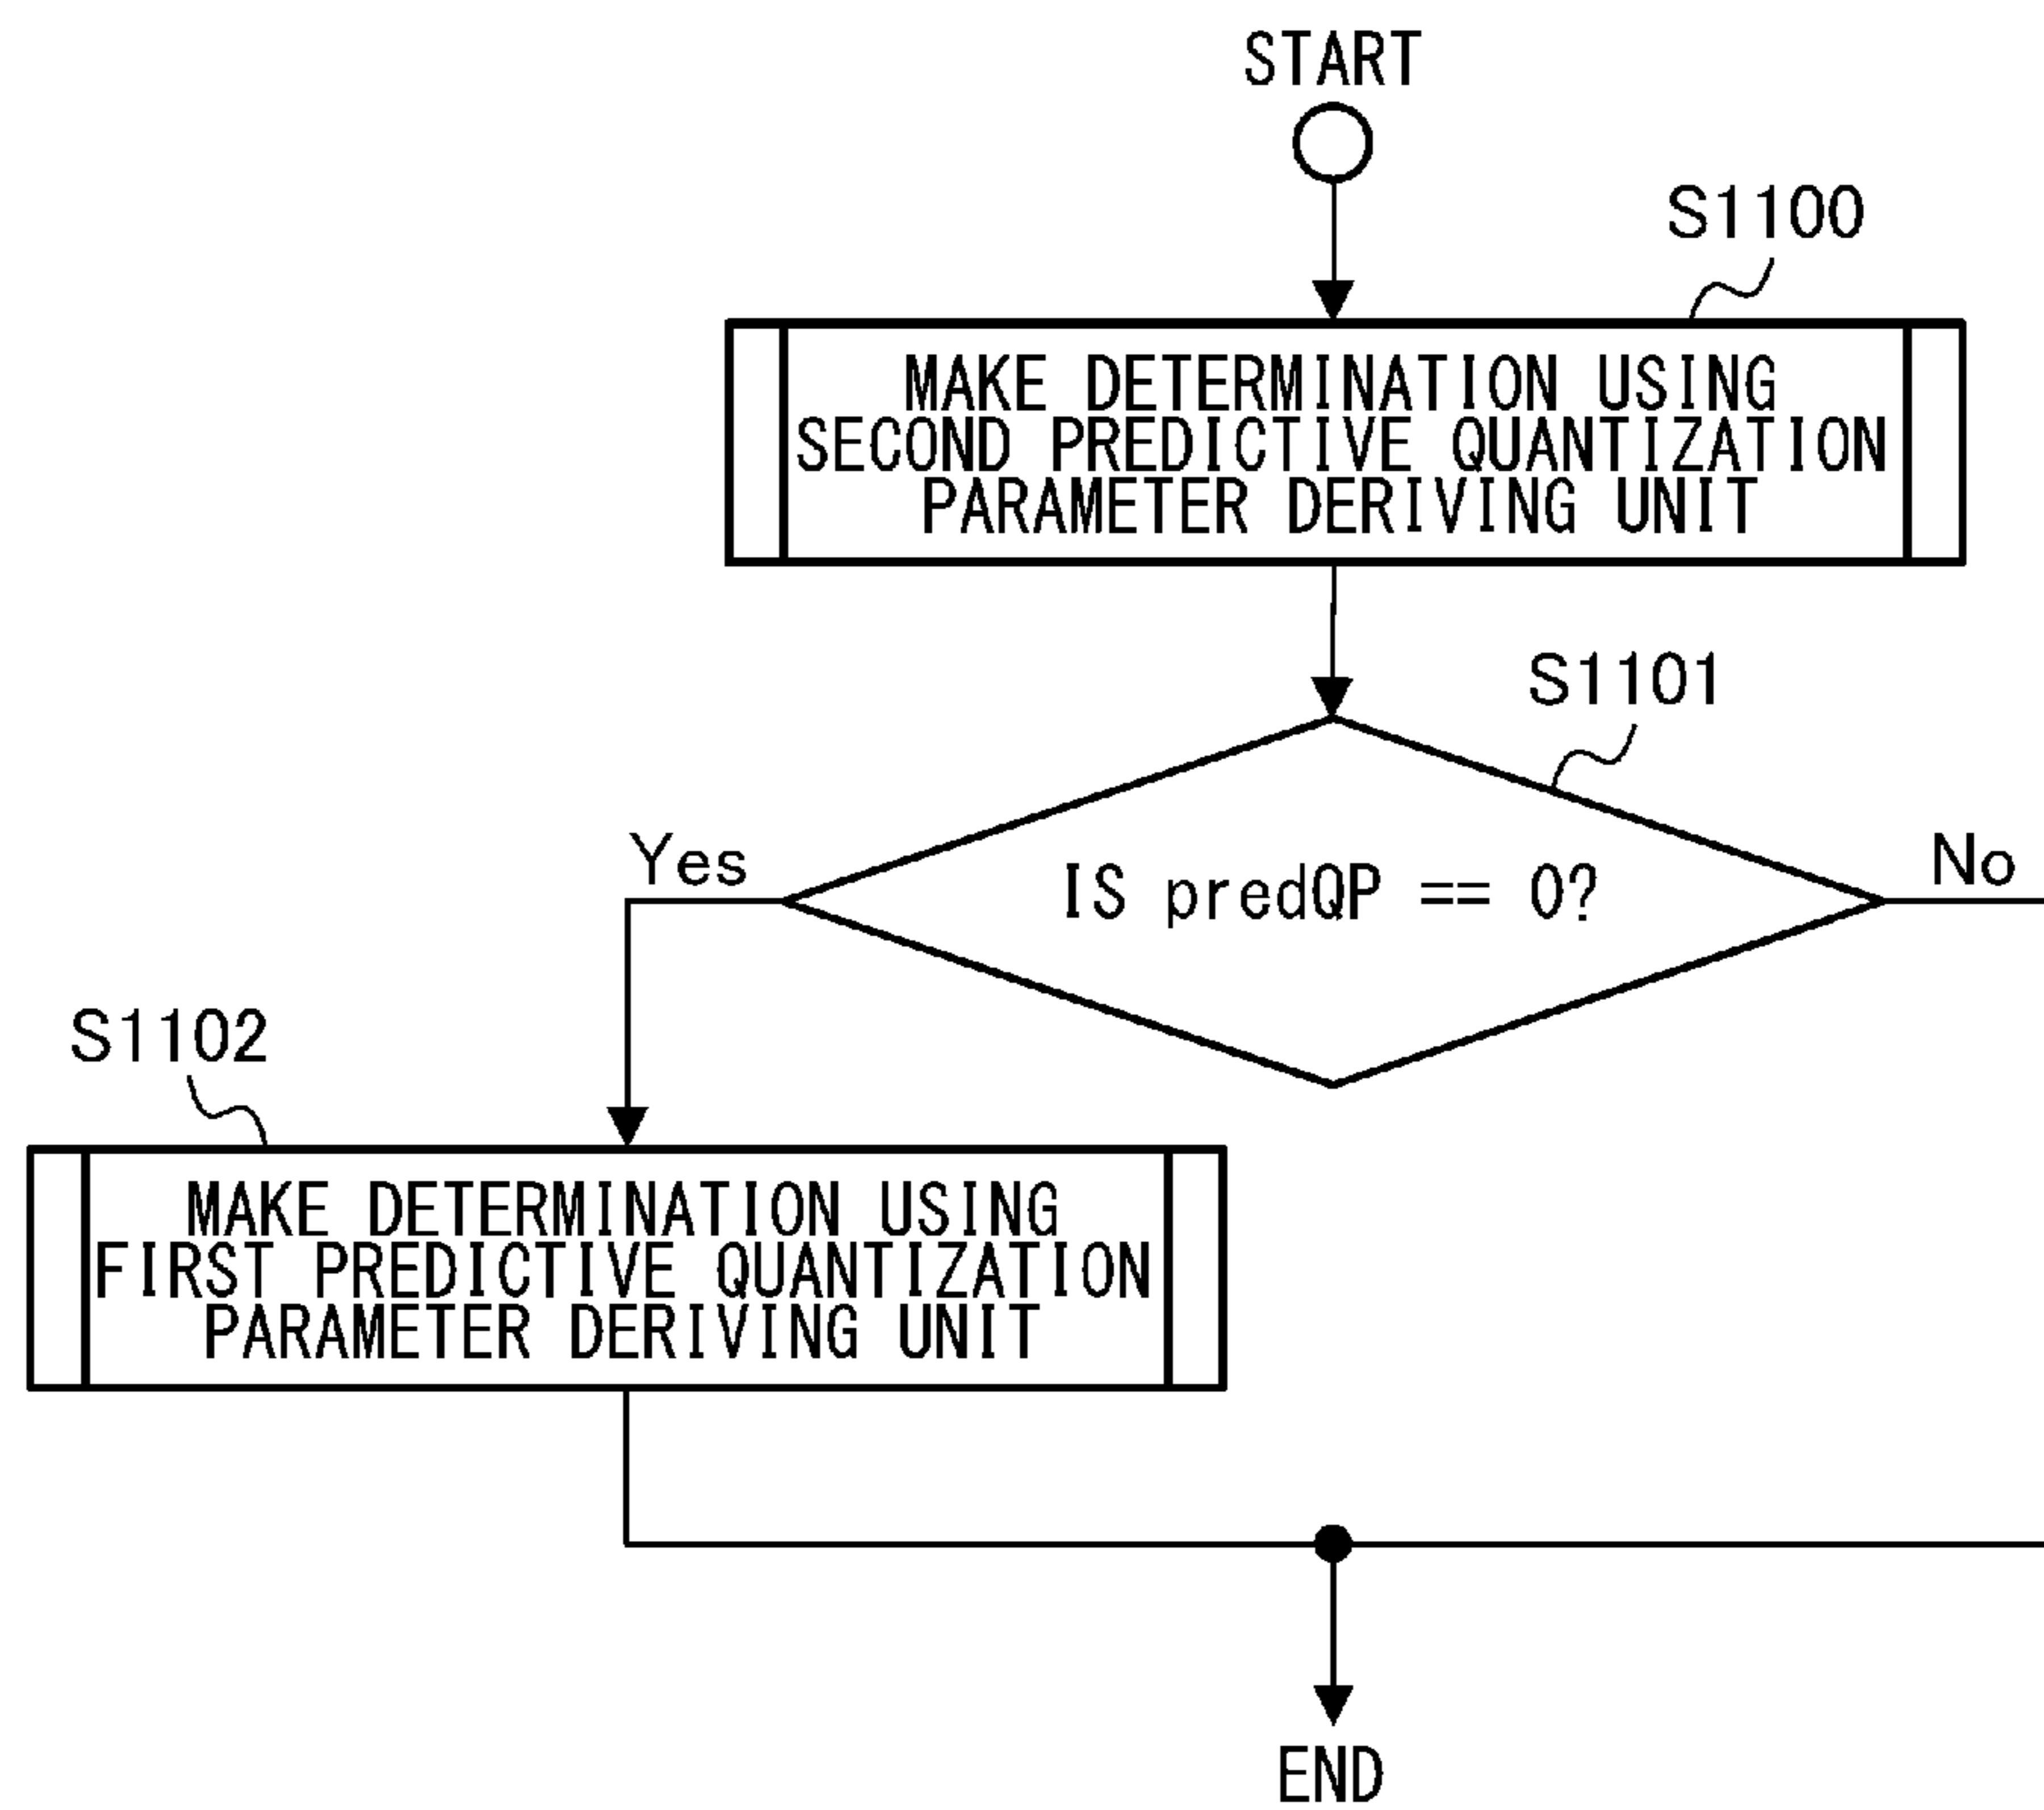 START
S1100
MAKE DETERMINATION USING
SECOND PREDICTIVE QUANTIZATION
PARAMETER DERIVING UNIT
S1101
Yes
IS predQP == 0?
No
S1102
MAKE DETERMINATION USING
FIRST PREDICTIVE QUANTIZATION
PARAMETER DERIVING UNIT
END